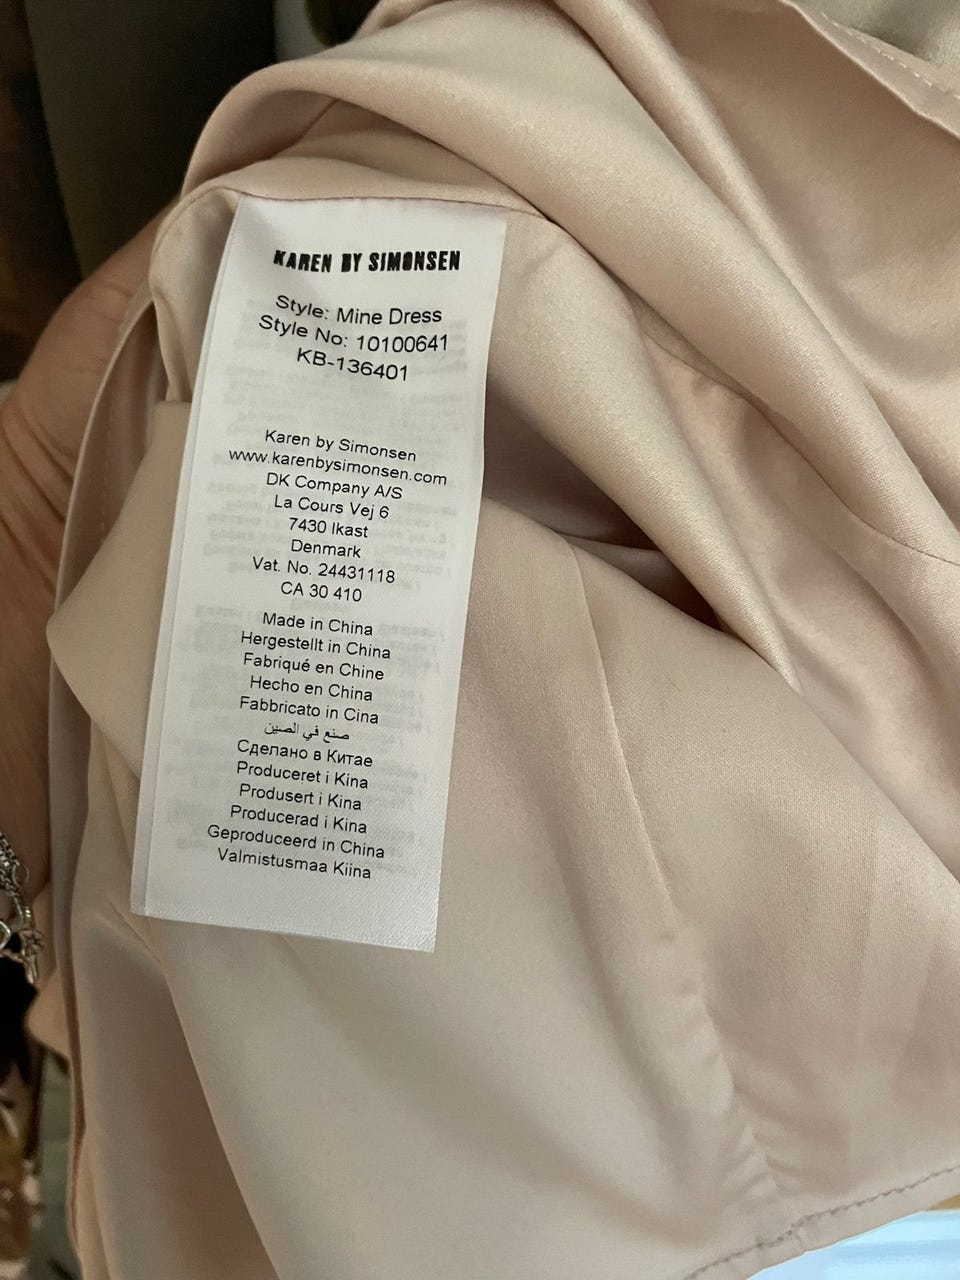 KAREN BY SIMONSEN
Style: Mine Dress
Style No: 10100641
KB-136401
Karen by Simonsen
www.karenbysimonsen.com
DK Company A/S
La Cours Vej 6
7430 Ikast
Denmark
Vat. No. 24431118
CA 30 410
Made in China
Hergestellt in China
Fabriqué en Chine
Hecho en China
Fabbricato in Cina
صنع في الصين
Сделано в Китае
Produceret i Kina
Produsert i Kina
Producerad i Kina
Geproduceerd in China
Valmistusmaa Kiina